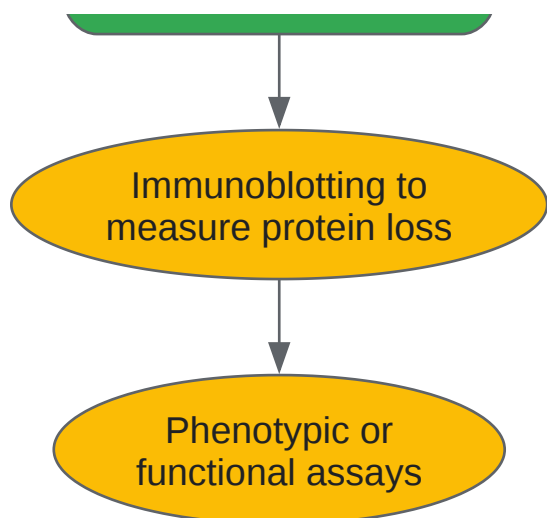 Immunoblotting to
measure protein loss
Phenotypic or
functional assays